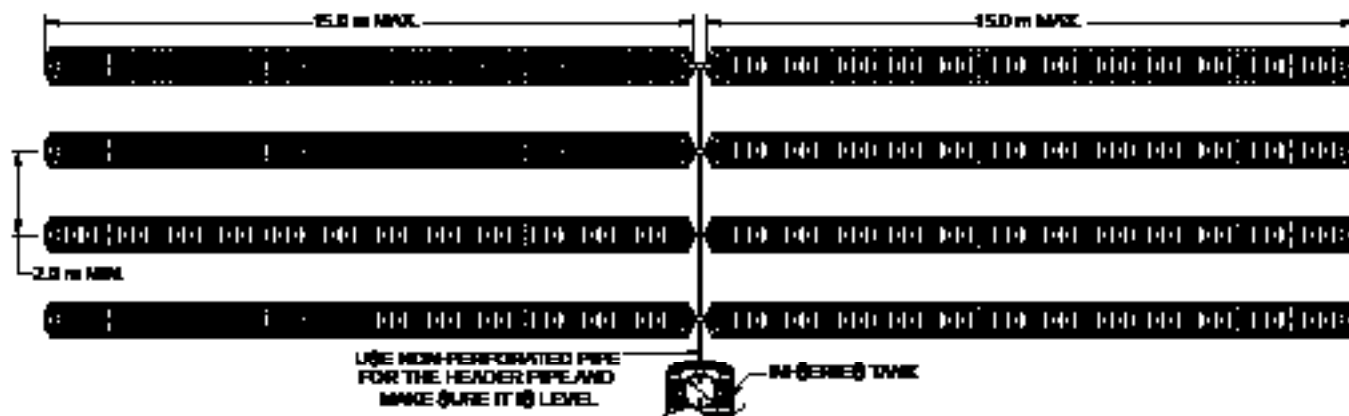 15.0 m MAX.
15.0 m MAX.
2.0 m MIN.
USE NON-PERFORATED PIPE
FOR THE HEADER PIPE AND
MAKE SURE IT IS LEVEL
IN-SERIES TANK